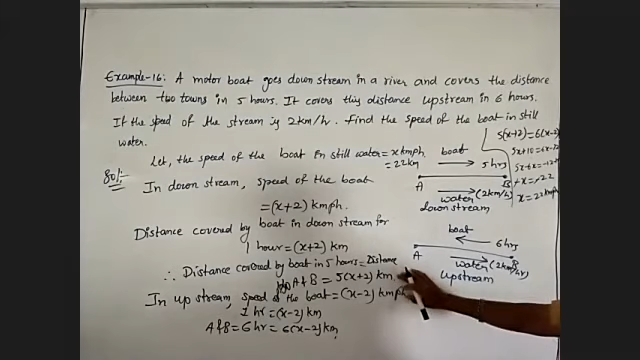 Example-16: A motor boat goes down stream in a river and covers the distance
between two towns in 5 hours. It covers this distance upstream in 6 hours.
If the speed of the stream is 2km/h. Find the speed of the boat in still
water.
Sol:- Let, the speed of the boat in still water = x kmph
= 22km
In down stream, speed of the boat
= (x+2) kmph.
Distance covered by boat in down stream for
1 hour = (x+2) km
∴ Distance covered by boat in 5 hours = Distance
A & B = 5(x+2) km
In up stream, speed of the boat = (x-2) kmph
1 hr = (x-2) km
A & B = 6 hr = 6(x-2) km
5(x+2) = 6(x-2)
5x+10 = 6x-12
x = 22 kmph
boat
5 hrs
A B
water (2km/h)
down stream
boat
6 hrs
A B
water (2km/hr)
upstream